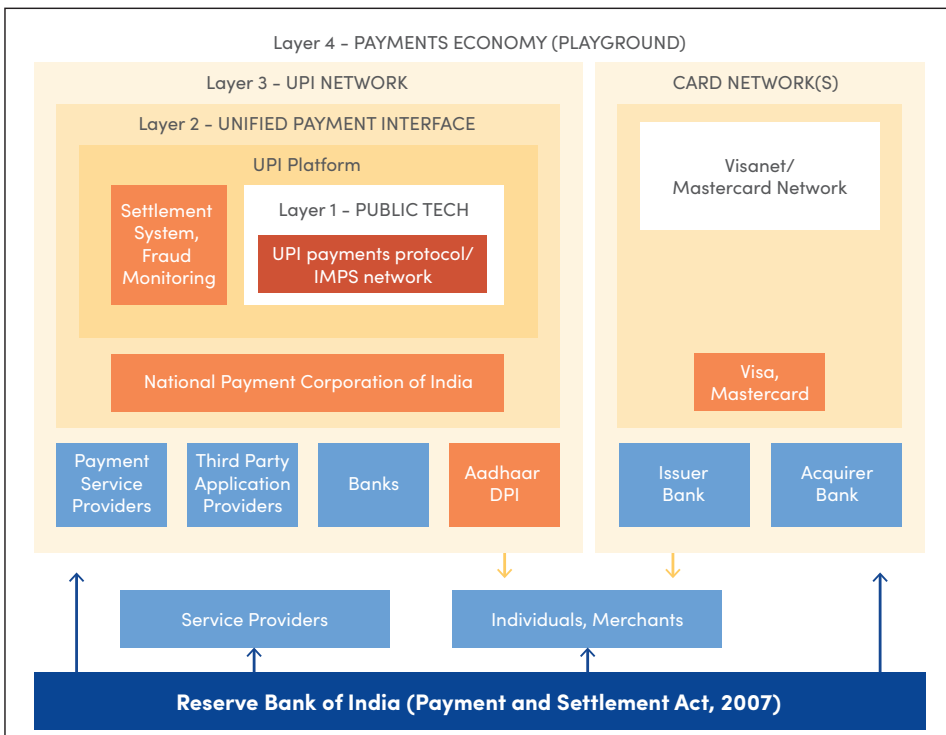 Layer 4 - PAYMENTS ECONOMY (PLAYGROUND)
Layer 3 - UPI NETWORK
Layer 2 - UNIFIED PAYMENT INTERFACE
UPI Platform
Settlement
System,
Fraud
Monitoring
Layer 1 - PUBLIC TECH
UPI payments protocol/
IMPS network
National Payment Corporation of India
Payment
Service
Providers
Third Party
Application
Providers
Banks
Aadhaar
DPI
CARD NETWORK(S)
Visanet/
Mastercard Network
Visa,
Mastercard
Issuer
Bank
Acquirer
Bank
Service Providers
Individuals, Merchants
Reserve Bank of India (Payment and Settlement Act, 2007)